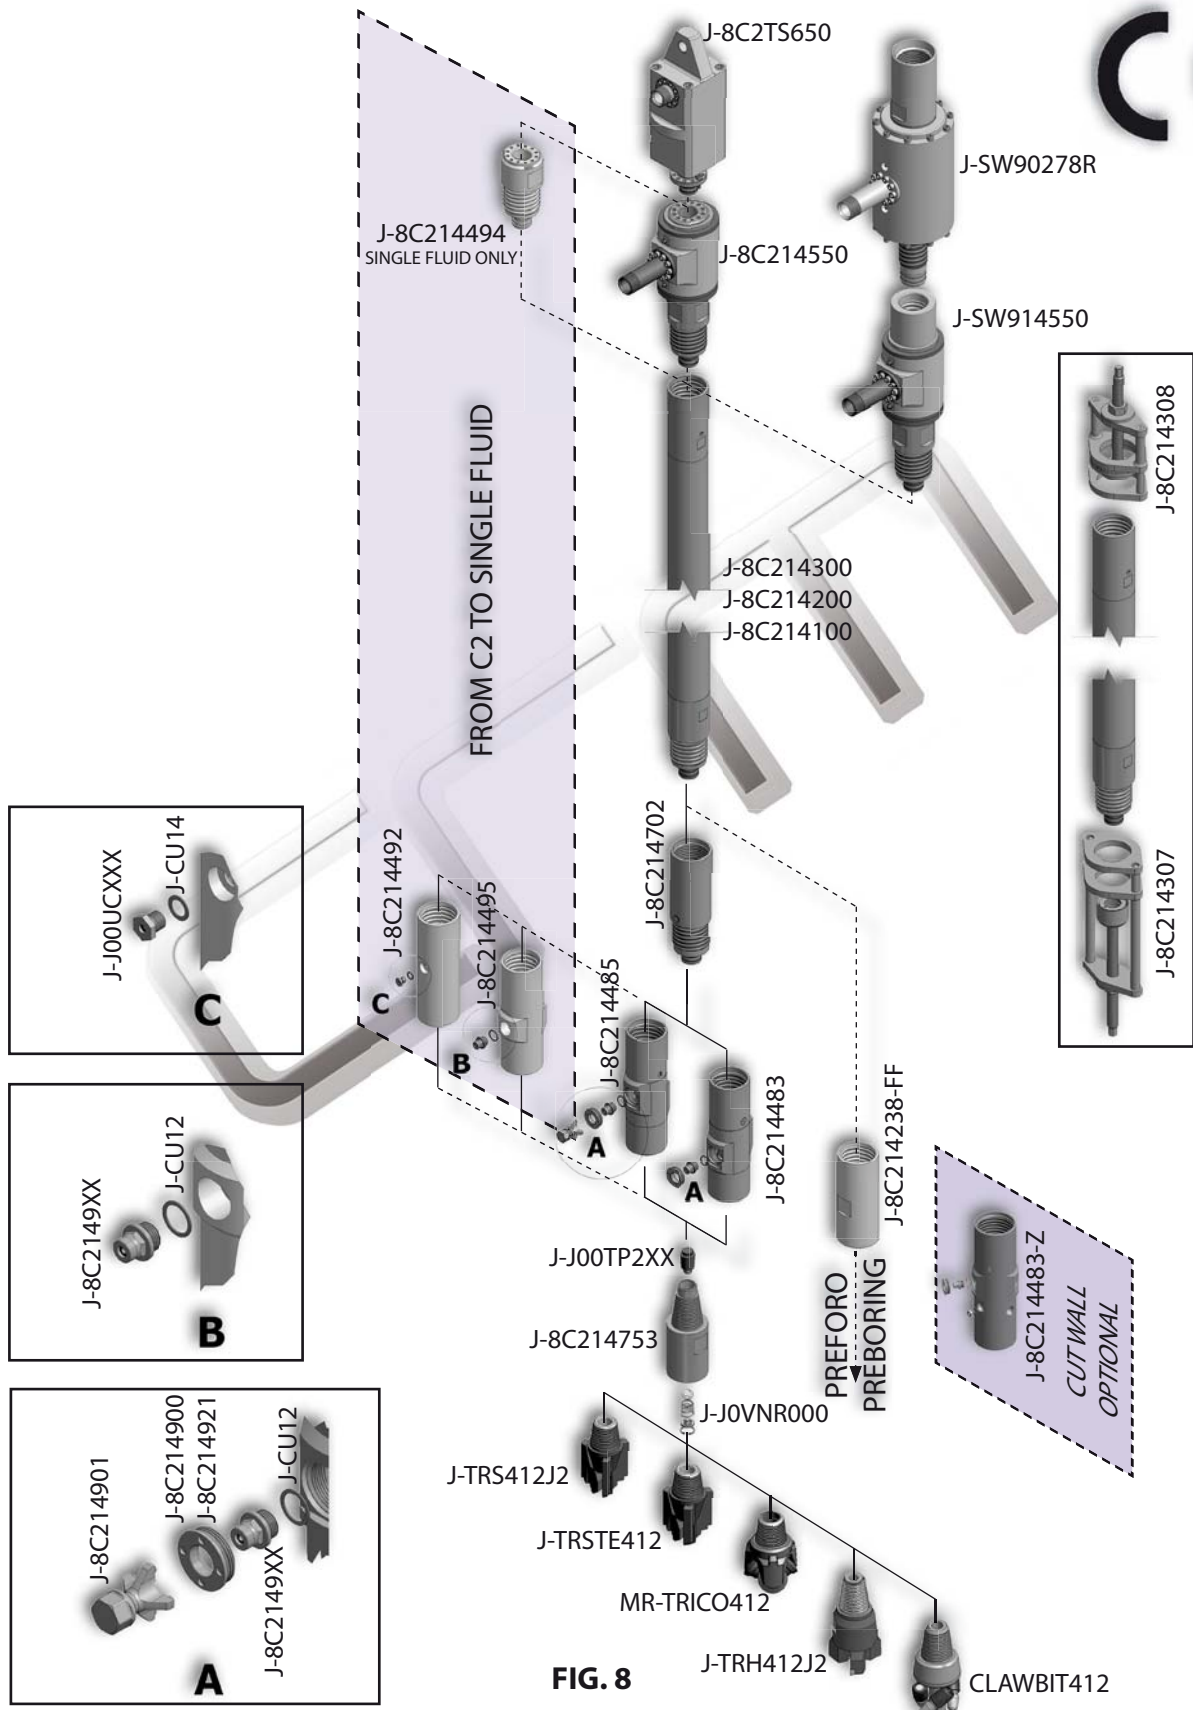 J-8C2TS650
J-SW90278R
J-8C214494
SINGLE FLUID ONLY
J-8C214550
J-SW914550
J-8C214308
FROM C2 TO SINGLE FLUID
J-8C214300
J-8C214200
J-8C214100
J-8C214307
J-8C214702
J-J00UCXXX
J-CU14
C
J-8C214492
C
J-8C214495
B
J-8C214485
A
J-8C214483
A
J-8C214238-FF
J-8C2149XX
J-CU12
B
J-J00TP2XX
J-8C214753
PREFORO
PREBORING
J-8C214483-Z
CUT WALL
OPTIONAL
J-J0VNR000
J-8C214901
J-8C214900
J-8C214921
J-8C2149XX
J-CU12
A
J-TRS412J2
J-TRSTE412
MR-TRICO412
J-TRH412J2
CLAWBIT412
FIG. 8